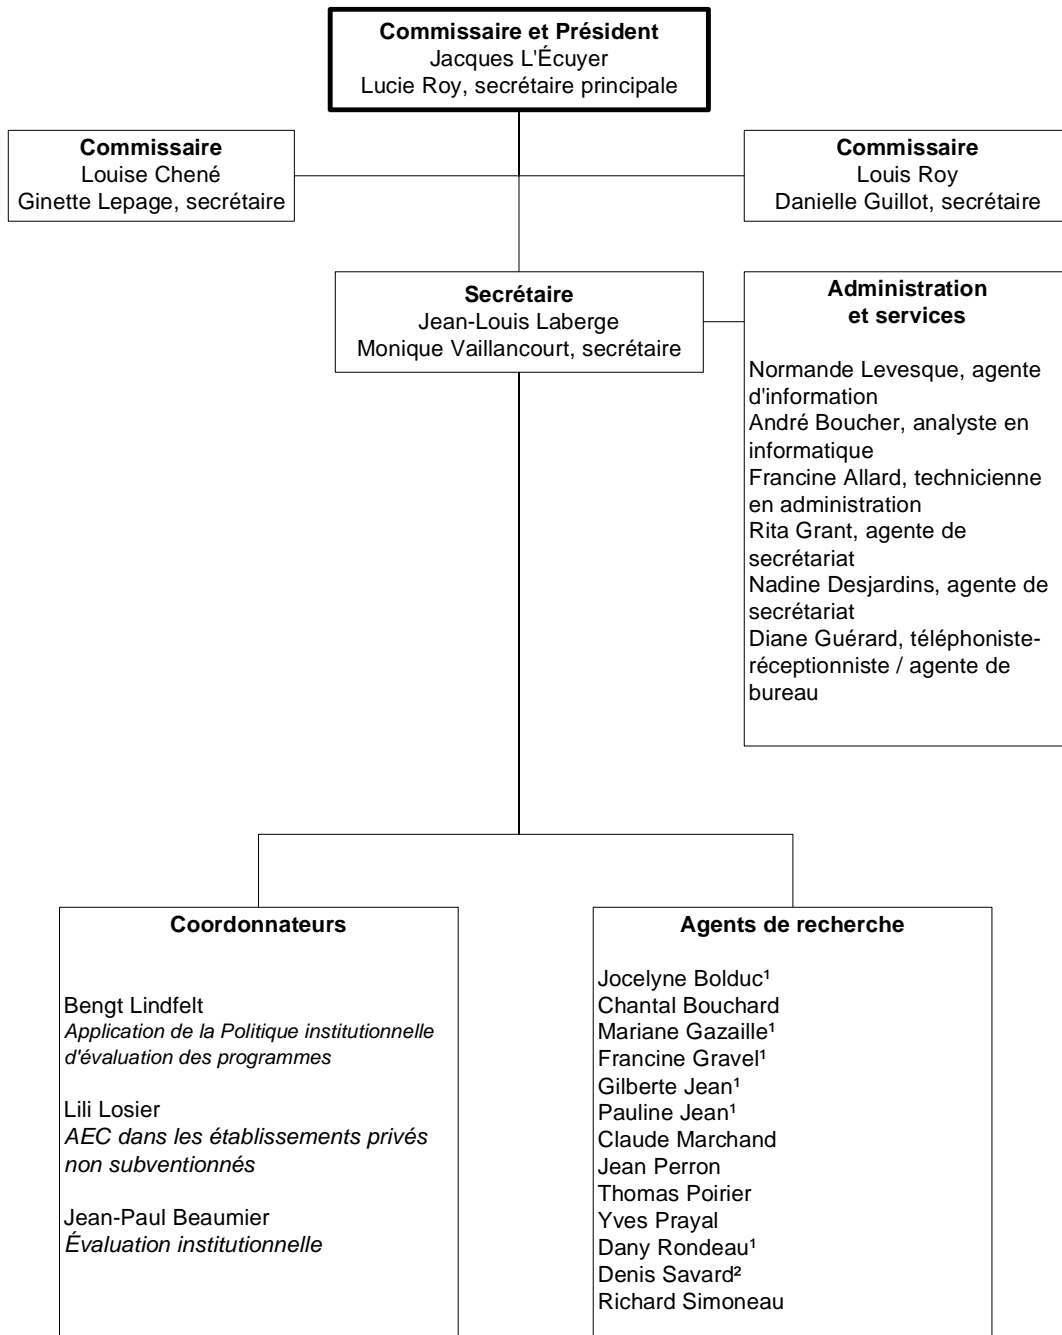 Commissaire et Président
Jacques L'Écuyer
Lucie Roy, secrétaire principale
Commissaire
Louise Chené
Ginette Lepage, secrétaire
Commissaire
Louis Roy
Danielle Guillot, secrétaire
Secrétaire
Jean-Louis Laberge
Monique Vaillancourt, secrétaire
Administration
et services
Normande Levesque, agente
d'information
André Boucher, analyste en
informatique
Francine Allard, technicienne
en administration
Rita Grant, agente de
secrétariat
Nadine Desjardins, agente de
secrétariat
Diane Guérard, téléphoniste-
réceptionniste / agente de
bureau
Coordonnateurs
Bengt Lindfelt
Application de la Politique institutionnelle
d'évaluation des programmes
Lili Losier
AEC dans les établissements privés
non subventionnés
Jean-Paul Beaumier
Évaluation institutionnelle
Agents de recherche
Jocelyne Bolduc¹
Chantal Bouchard
Mariane Gazaille¹
Francine Gravel¹
Gilberte Jean¹
Pauline Jean¹
Claude Marchand
Jean Perron
Thomas Poirier
Yves Prayal
Dany Rondeau¹
Denis Savard²
Richard Simoneau